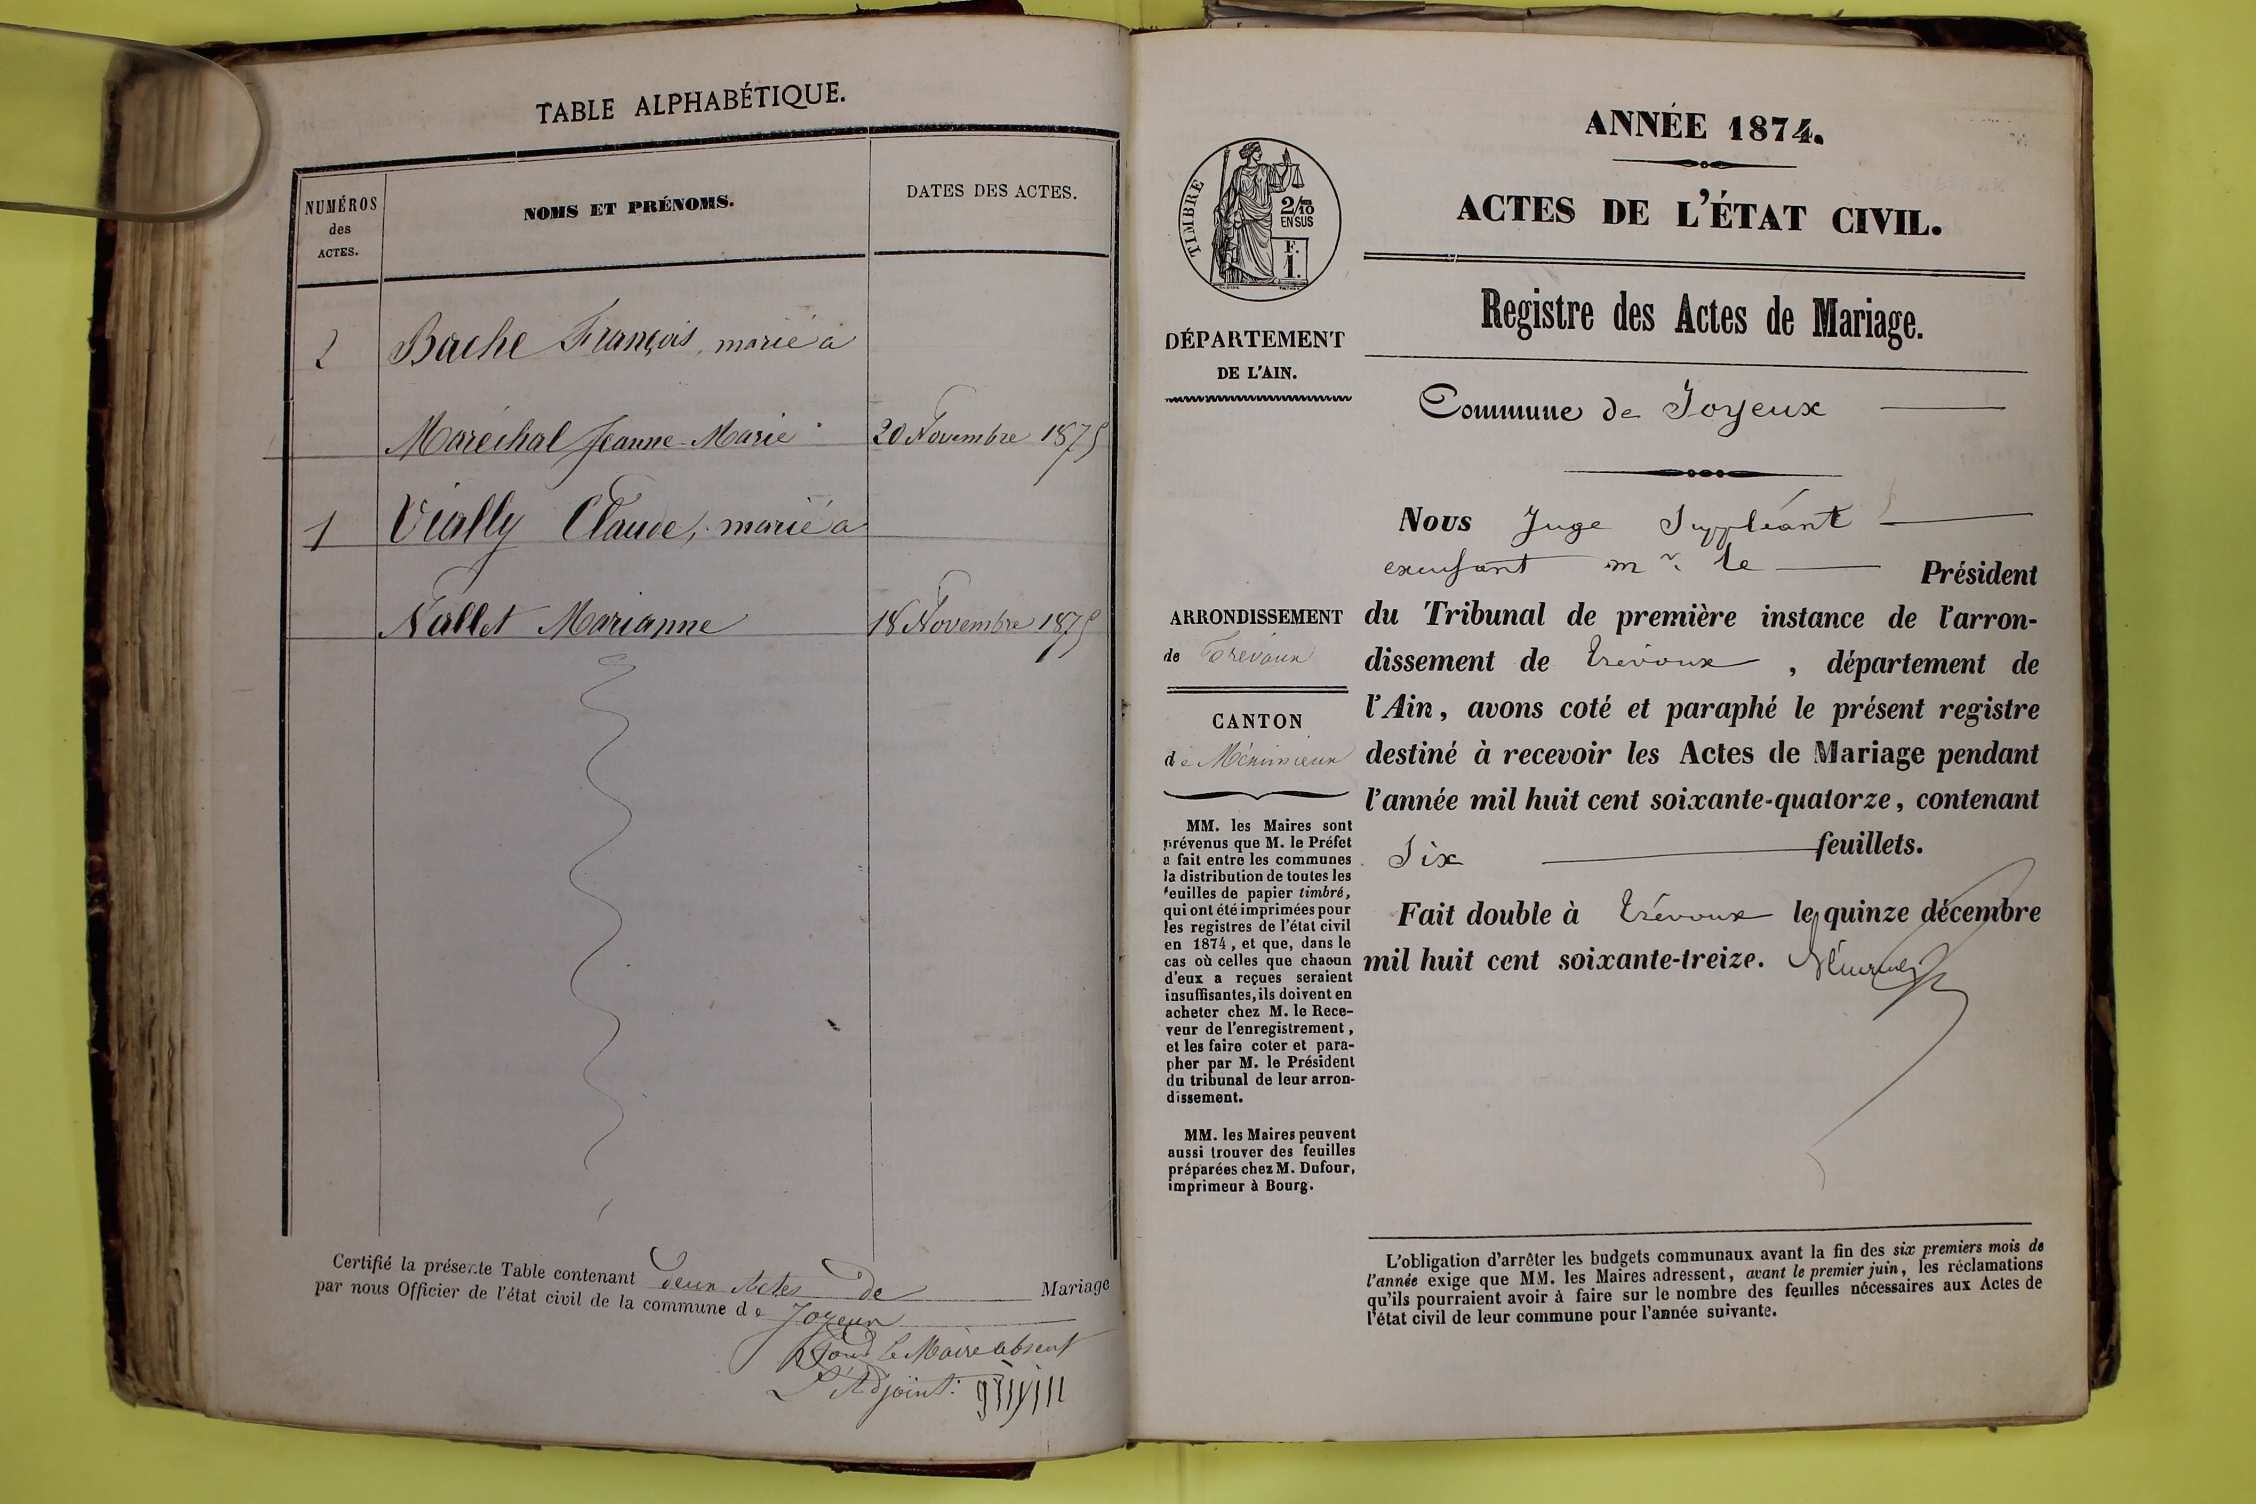 TABLE ALPHABÉTIQUE.
NUMÉROS
des
ACTES.
NOMS ET PRÉNOMS.
DATES DES ACTES.
2 Bache François, marié a
Maréchal Jeanne-Marie 20 Novembre 1875
1 Vially Claude, marié a
Nallet Marianne 18 Novembre 1875
Certifié la présente Table contenant deux Actes De Mariage
par nous Officier de l'état civil de la commune de Joyeux
Pour le Maire absent
L'Adjoint:
ANNÉE 1874.
ACTES DE L'ÉTAT CIVIL.
TIMBRE
2/10
EN SUS
F.
1.
Registre des Actes de Mariage.
DÉPARTEMENT
DE L'AIN.
Commune de Joyeux
ARRONDISSEMENT
de Trévoux
CANTON
de Méximieux
MM. les Maires sont
prévenus que M. le Préfet
a fait entre les communes
la distribution de toutes les
feuilles de papier timbré,
qui ont été imprimées pour
les registres de l'état civil
en 1874, et que, dans le
cas où celles que chacun
d'eux a reçues seraient
insuffisantes, ils doivent en
acheter chez M. le Rece-
veur de l'enregistrement,
et les faire coter et para-
pher par M. le Président
du tribunal de leur arron-
dissement.
MM. les Maires peuvent
aussi trouver des feuilles
préparées chez M. Dufour,
imprimeur à Bourg.
Nous Juge Suppléant
mr le Président
du Tribunal de première instance de l'arron-
dissement de Trévoux, département de
l'Ain, avons coté et paraphé le présent registre
destiné à recevoir les Actes de Mariage pendant
l'année mil huit cent soixante-quatorze, contenant
Six feuillets.
Fait double à Trévoux le quinze décembre
mil huit cent soixante-treize.
L'obligation d'arrêter les budgets communaux avant la fin des six premiers mois de
l'année exige que MM. les Maires adressent, avant le premier juin, les réclamations
qu'ils pourraient avoir à faire sur le nombre des feuilles nécessaires aux Actes de
l'état civil de leur commune pour l'année suivante.